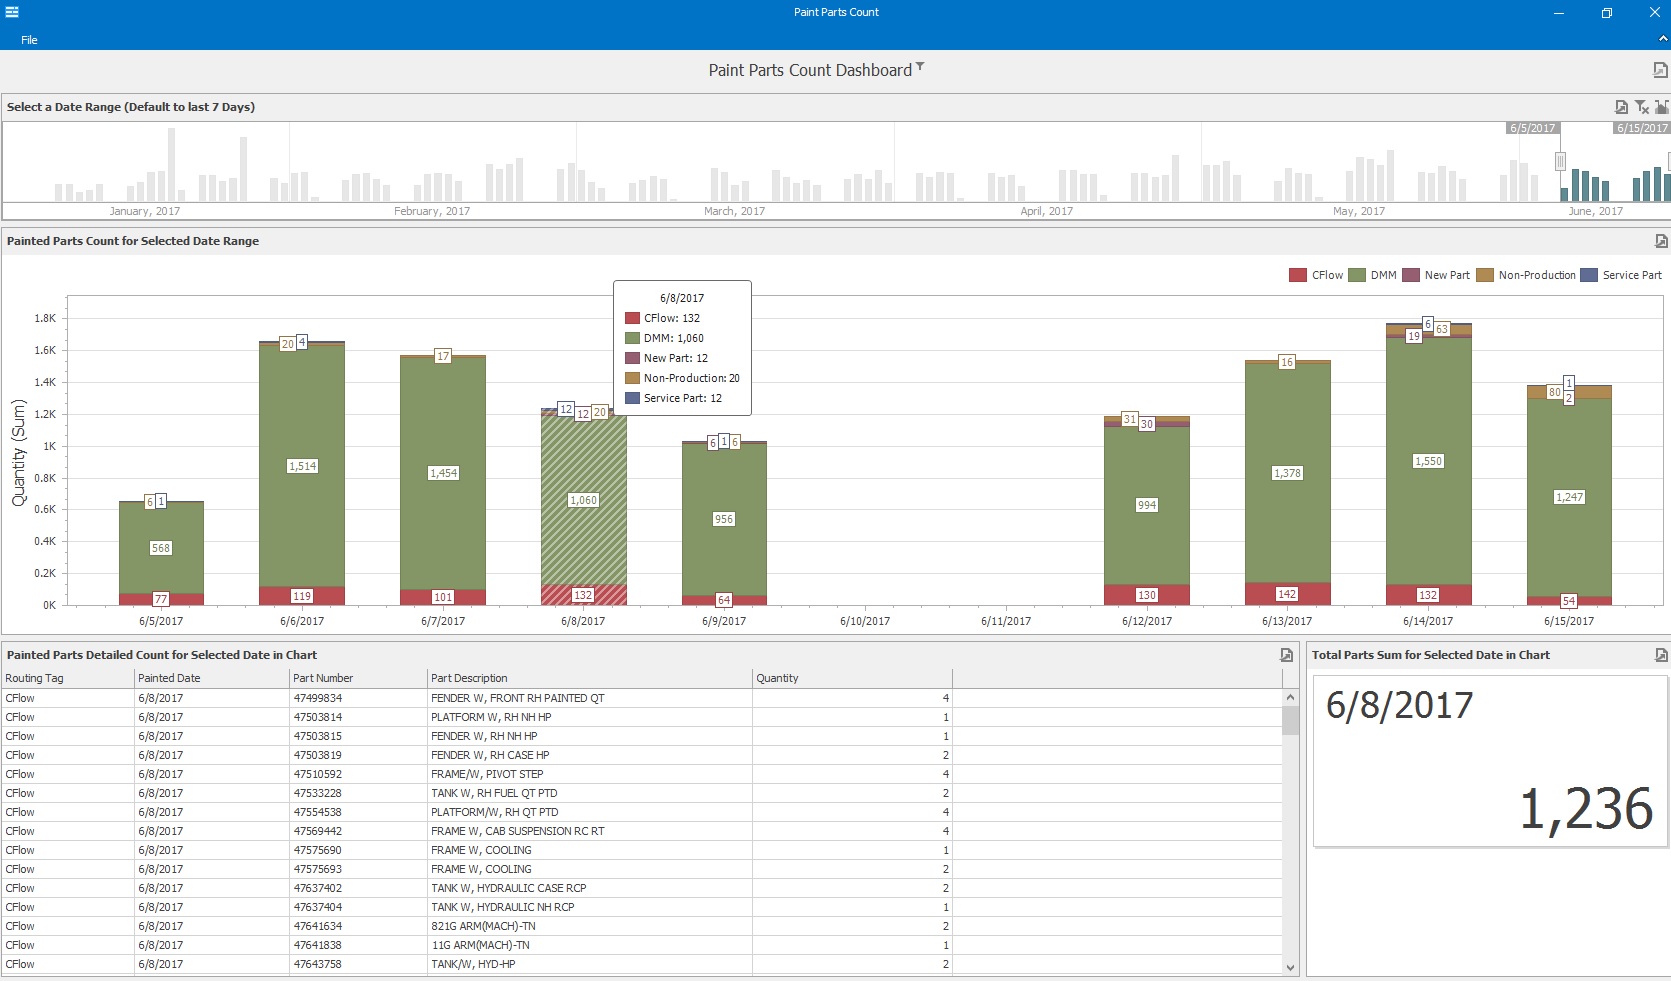 Paint Parts Count
File
Paint Parts Count Dashboard
Select a Date Range (Default to last 7 Days)
6/5/2017 6/15/2017
January, 2017 February, 2017 March, 2017 April, 2017 May, 2017 June, 2017
Painted Parts Count for Selected Date Range
CFlow DMM New Part Non-Production Service Part
Quantity (Sum)
1.8K
1.6K
1.4K
1.2K
1K
0.8K
0.6K
0.4K
0.2K
0K
6/8/2017
CFlow: 132
DMM: 1,060
New Part: 12
Non-Production: 20
Service Part: 12
6 1
568
77
20 4
1,514
119
17
1,454
101
12 12 20
1,060
132
6 1 6
956
64
31 30
994
130
16
1,378
142
6 63
19
1,550
132
1
80 2
1,247
54
6/5/2017 6/6/2017 6/7/2017 6/8/2017 6/9/2017 6/10/2017 6/11/2017 6/12/2017 6/13/2017 6/14/2017 6/15/2017
Painted Parts Detailed Count for Selected Date in Chart
Routing Tag Painted Date Part Number Part Description Quantity
CFlow 6/8/2017 47499834 FENDER W, FRONT RH PAINTED QT 4
CFlow 6/8/2017 47503814 PLATFORM W, RH NH HP 1
CFlow 6/8/2017 47503815 FENDER W, RH NH HP 1
CFlow 6/8/2017 47503819 FENDER W, RH CASE HP 2
CFlow 6/8/2017 47510592 FRAME/W, PIVOT STEP 4
CFlow 6/8/2017 47533228 TANK W, RH FUEL QT PTD 2
CFlow 6/8/2017 47554538 PLATFORM/W, RH QT PTD 4
CFlow 6/8/2017 47569442 FRAME W, CAB SUSPENSION RC RT 4
CFlow 6/8/2017 47575690 FRAME W, COOLING 1
CFlow 6/8/2017 47575693 FRAME W, COOLING 2
CFlow 6/8/2017 47637402 TANK W, HYDRAULIC CASE RCP 2
CFlow 6/8/2017 47637404 TANK W, HYDRAULIC NH RCP 1
CFlow 6/8/2017 47641634 821G ARM(MACH)-TN 2
CFlow 6/8/2017 47641838 11G ARM(MACH)-TN 1
CFlow 6/8/2017 47643758 TANK/W, HYD-HP 2
Total Parts Sum for Selected Date in Chart
6/8/2017
1,236